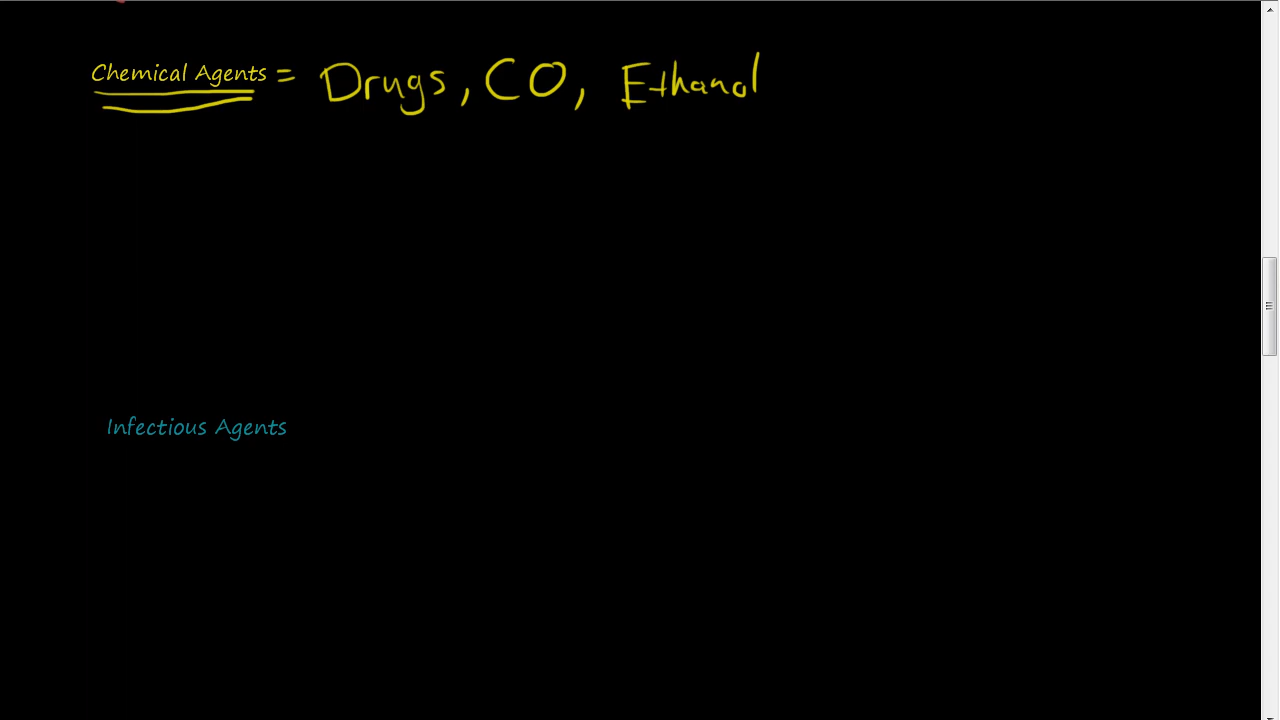 Chemical Agents = Drugs, CO, Ethanol
Infectious Agents